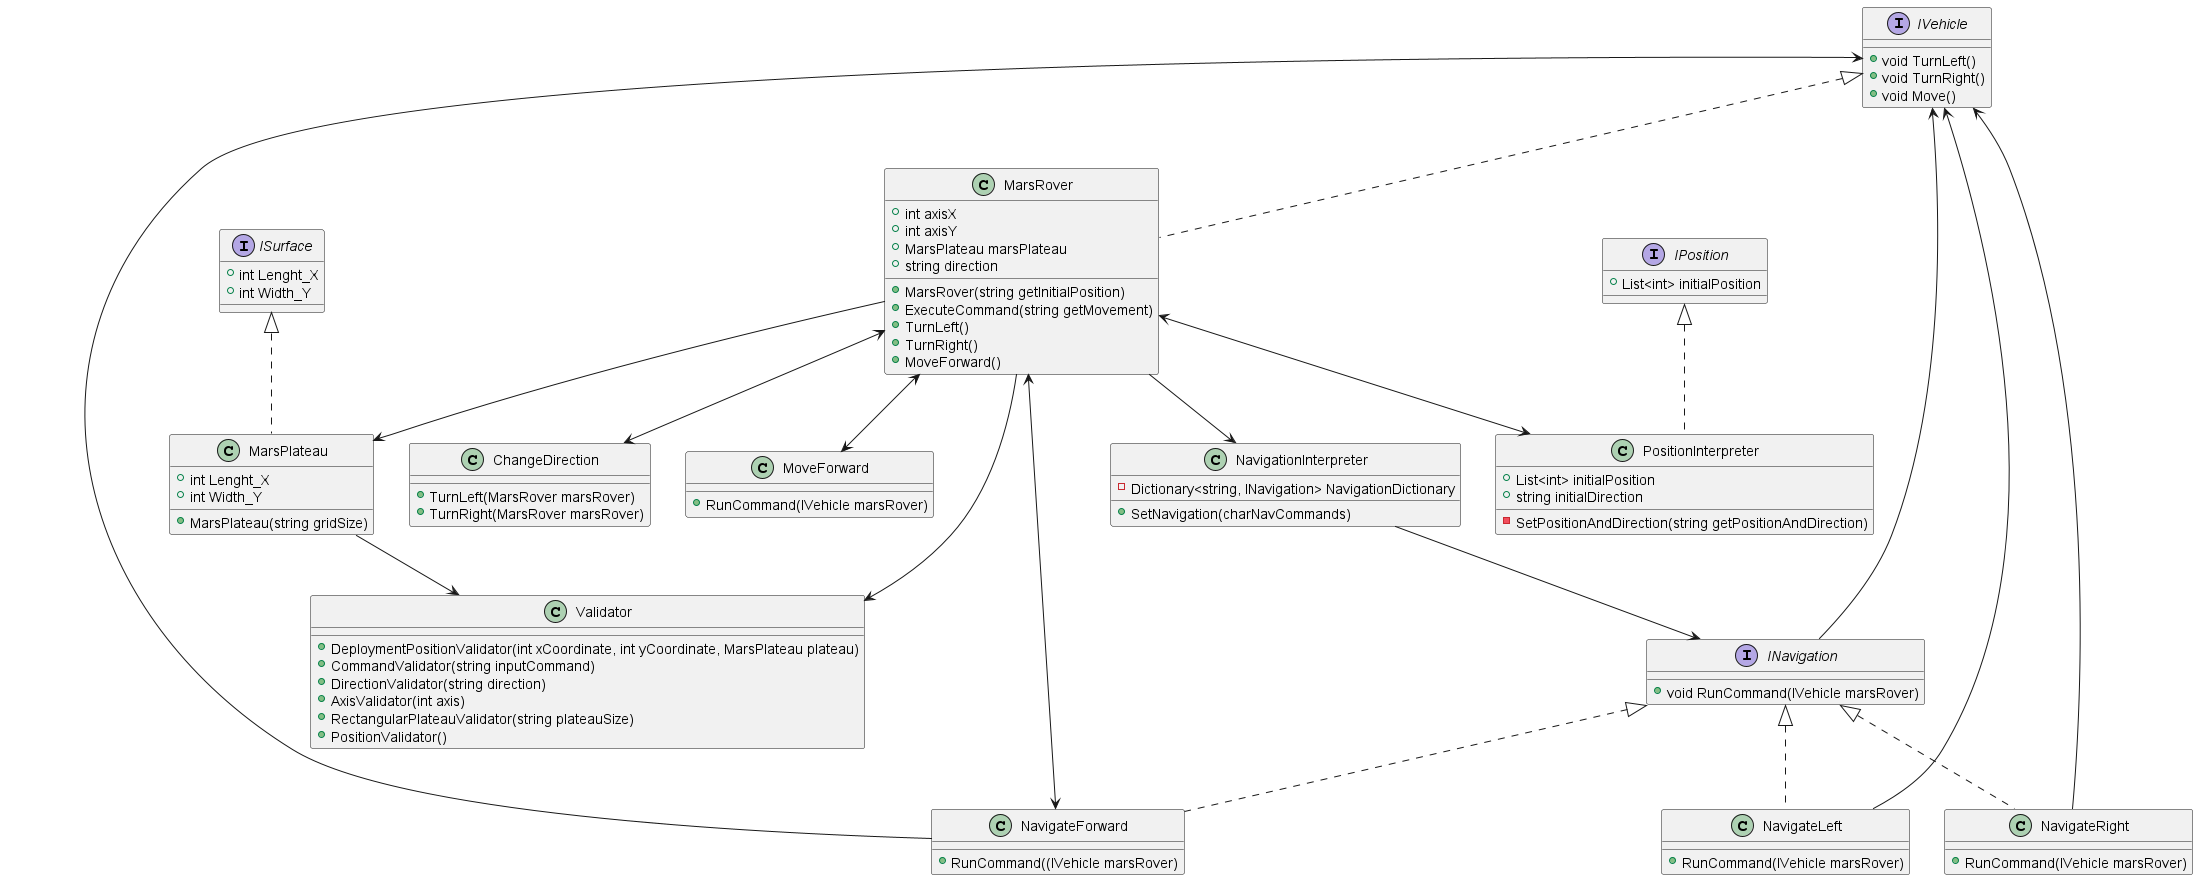 I IVehicle
void TurnLeft()
void TurnRight()
void Move()
C MarsRover
int axisX
int axisY
MarsPlateau marsPlateau
string direction
MarsRover(string getInitialPosition)
ExecuteCommand(string getMovement)
TurnLeft()
TurnRight()
MoveForward()
I ISurface
int Lenght_X
int Width_Y
I IPosition
List<int> initialPosition
C MarsPlateau
int Lenght_X
int Width_Y
MarsPlateau(string gridSize)
C ChangeDirection
TurnLeft(MarsRover marsRover)
TurnRight(MarsRover marsRover)
C MoveForward
RunCommand(IVehicle marsRover)
C NavigationInterpreter
Dictionary<string, INavigation> NavigationDictionary
SetNavigation(charNavCommands)
C PositionInterpreter
List<int> initialPosition
string initialDirection
SetPositionAndDirection(string getPositionAndDirection)
C Validator
DeploymentPositionValidator(int xCoordinate, int yCoordinate, MarsPlateau plateau)
CommandValidator(string inputCommand)
DirectionValidator(string direction)
AxisValidator(int axis)
RectangularPlateauValidator(string plateauSize)
PositionValidator()
I INavigation
void RunCommand(IVehicle marsRover)
C NavigateForward
RunCommand((IVehicle marsRover)
C NavigateLeft
RunCommand(IVehicle marsRover)
C NavigateRight
RunCommand(IVehicle marsRover)